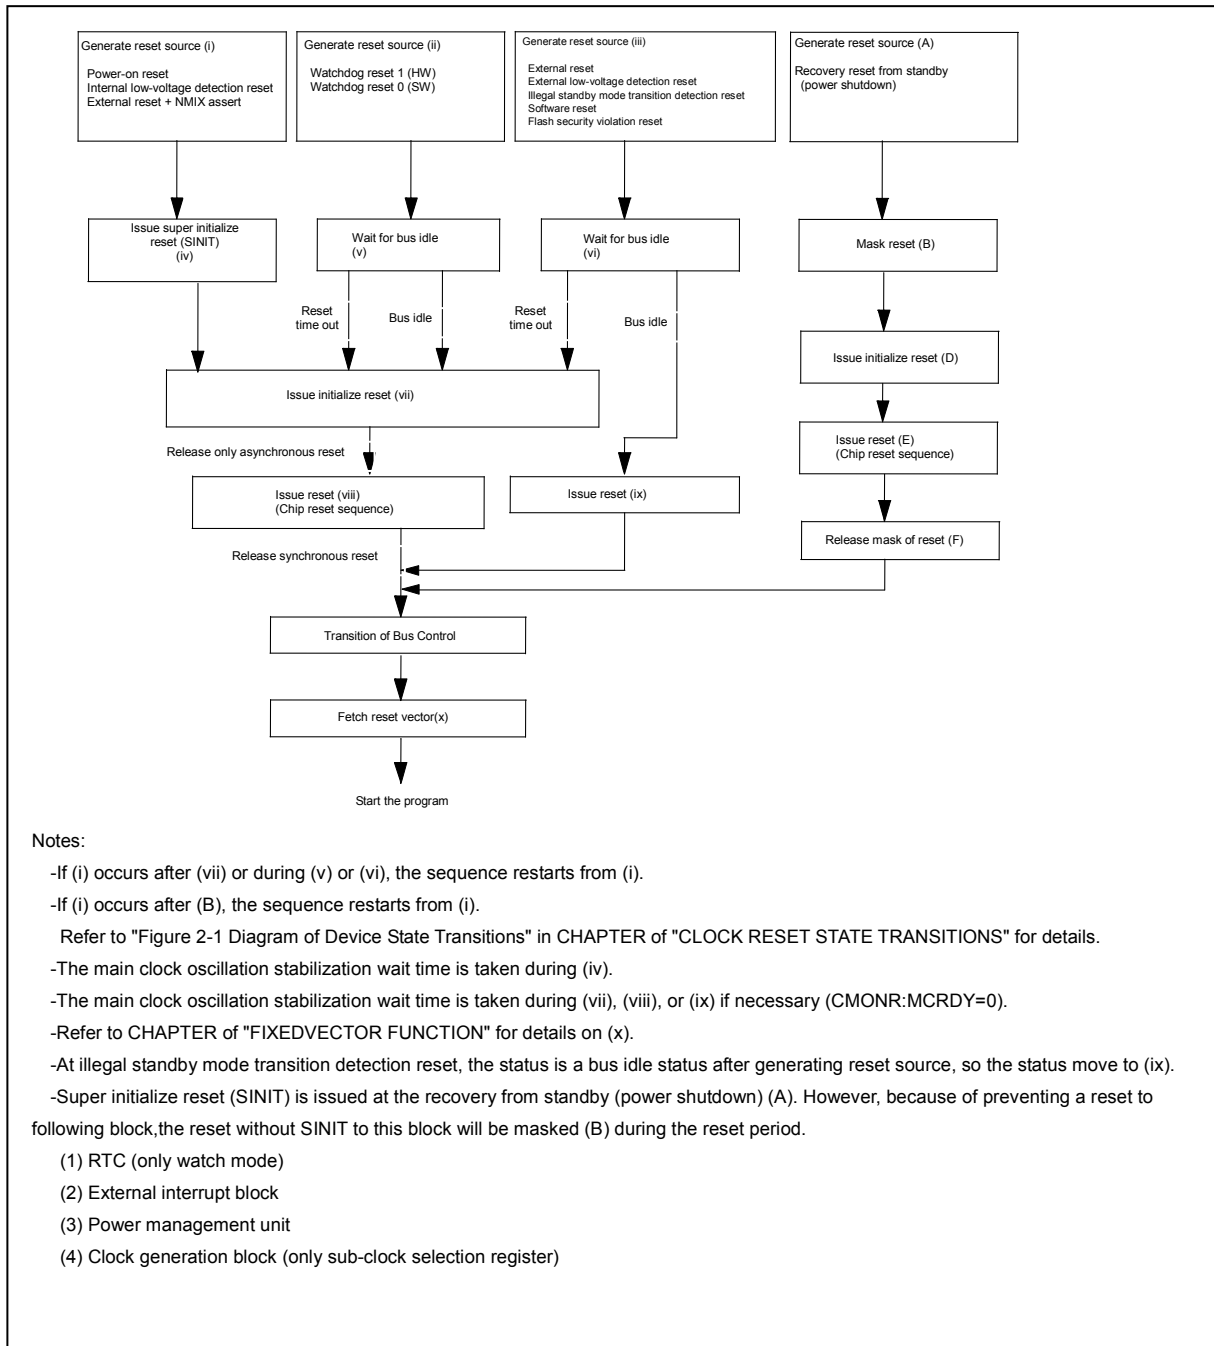 Generate reset source (i)
Power-on reset
Internal low-voltage detection reset
External reset + NMIX assert
Generate reset source (ii)
Watchdog reset 1 (HW)
Watchdog reset 0 (SW)
Generate reset source (iii)
External reset
External low-voltage detection reset
Illegal standby mode transition detection reset
Software reset
Flash security violation reset
Generate reset source (A)
Recovery reset from standby
(power shutdown)
Issue super initialize
reset (SINIT)
(iv)
Wait for bus idle
(v)
Wait for bus idle
(vi)
Mask reset (B)
Reset
time out
Bus idle
Reset
time out
Bus idle
Issue initialize reset (D)
Issue initialize reset (vii)
Release only asynchronous reset
Issue reset (E)
(Chip reset sequence)
Issue reset (viii)
(Chip reset sequence)
Issue reset (ix)
Release mask of reset (F)
Release synchronous reset
Transition of Bus Control
Fetch reset vector(x)
Start the program
Notes:
-If (i) occurs after (vii) or during (v) or (vi), the sequence restarts from (i).
-If (i) occurs after (B), the sequence restarts from (i).
Refer to "Figure 2-1 Diagram of Device State Transitions" in CHAPTER of "CLOCK RESET STATE TRANSITIONS" for details.
-The main clock oscillation stabilization wait time is taken during (iv).
-The main clock oscillation stabilization wait time is taken during (vii), (viii), or (ix) if necessary (CMONR:MCRDY=0).
-Refer to CHAPTER of "FIXEDVECTOR FUNCTION" for details on (x).
-At illegal standby mode transition detection reset, the status is a bus idle status after generating reset source, so the status move to (ix).
-Super initialize reset (SINIT) is issued at the recovery from standby (power shutdown) (A). However, because of preventing a reset to
following block,the reset without SINIT to this block will be masked (B) during the reset period.
(1) RTC (only watch mode)
(2) External interrupt block
(3) Power management unit
(4) Clock generation block (only sub-clock selection register)